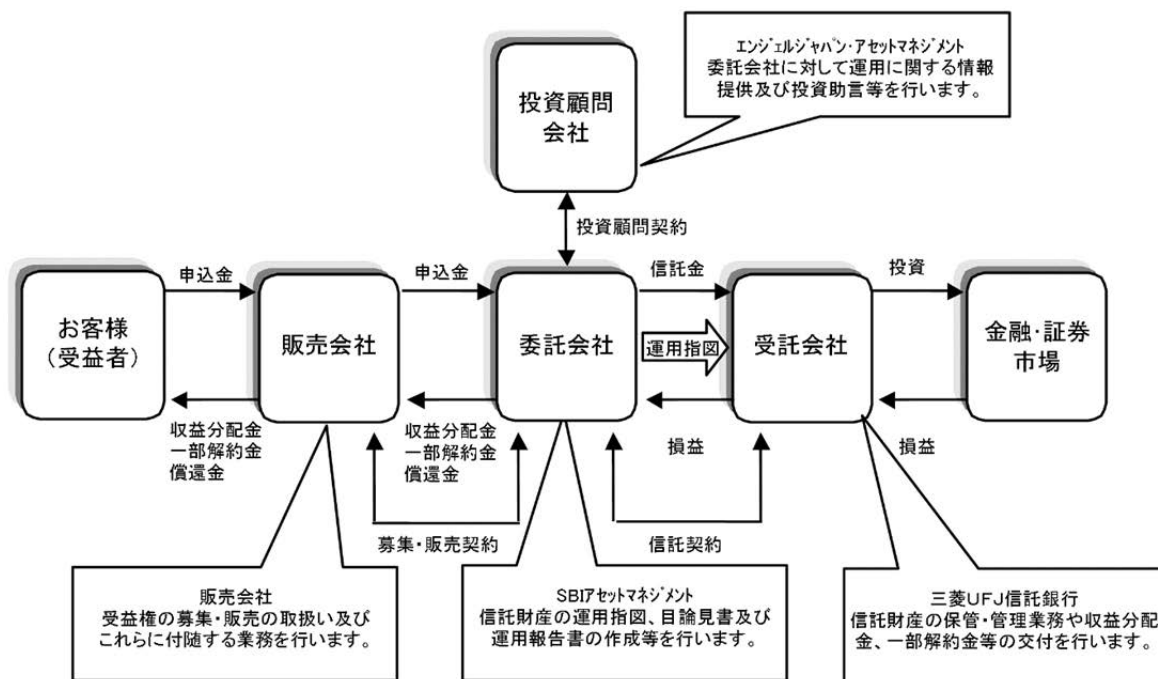 エンジェルジャパン・アセットマネジメント
委託会社に対して運用に関する情報
提供及び投資助言等を行います。
投資顧問
会社
投資顧問契約
申込金
申込金
信託金
投資
お客様
（受益者）
販売会社
委託会社
運用指図
受託会社
金融・証券
市場
収益分配金
一部解約金
償還金
収益分配金
一部解約金
償還金
損益
損益
募集・販売契約
信託契約
販売会社
受益権の募集・販売の取扱い及び
これらに付随する業務を行います。
SBIアセットマネジメント
信託財産の運用指図、目論見書及び
運用報告書の作成等を行います。
三菱UFJ信託銀行
信託財産の保管・管理業務や収益分配
金、一部解約金等の交付を行います。